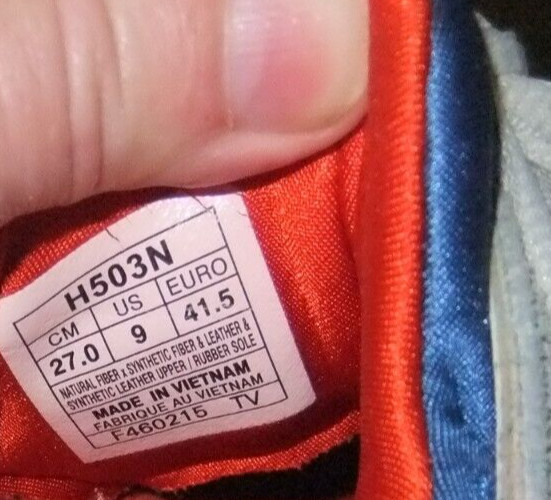 H503N
CM US EURO
27.0 9 41.5
NATURAL FIBER x SYNTHETIC FIBER & LEATHER &
SYNTHETIC LEATHER UPPER / RUBBER SOLE
MADE IN VIETNAM
FABRIQUE AU VIETNAM
F460215 TV